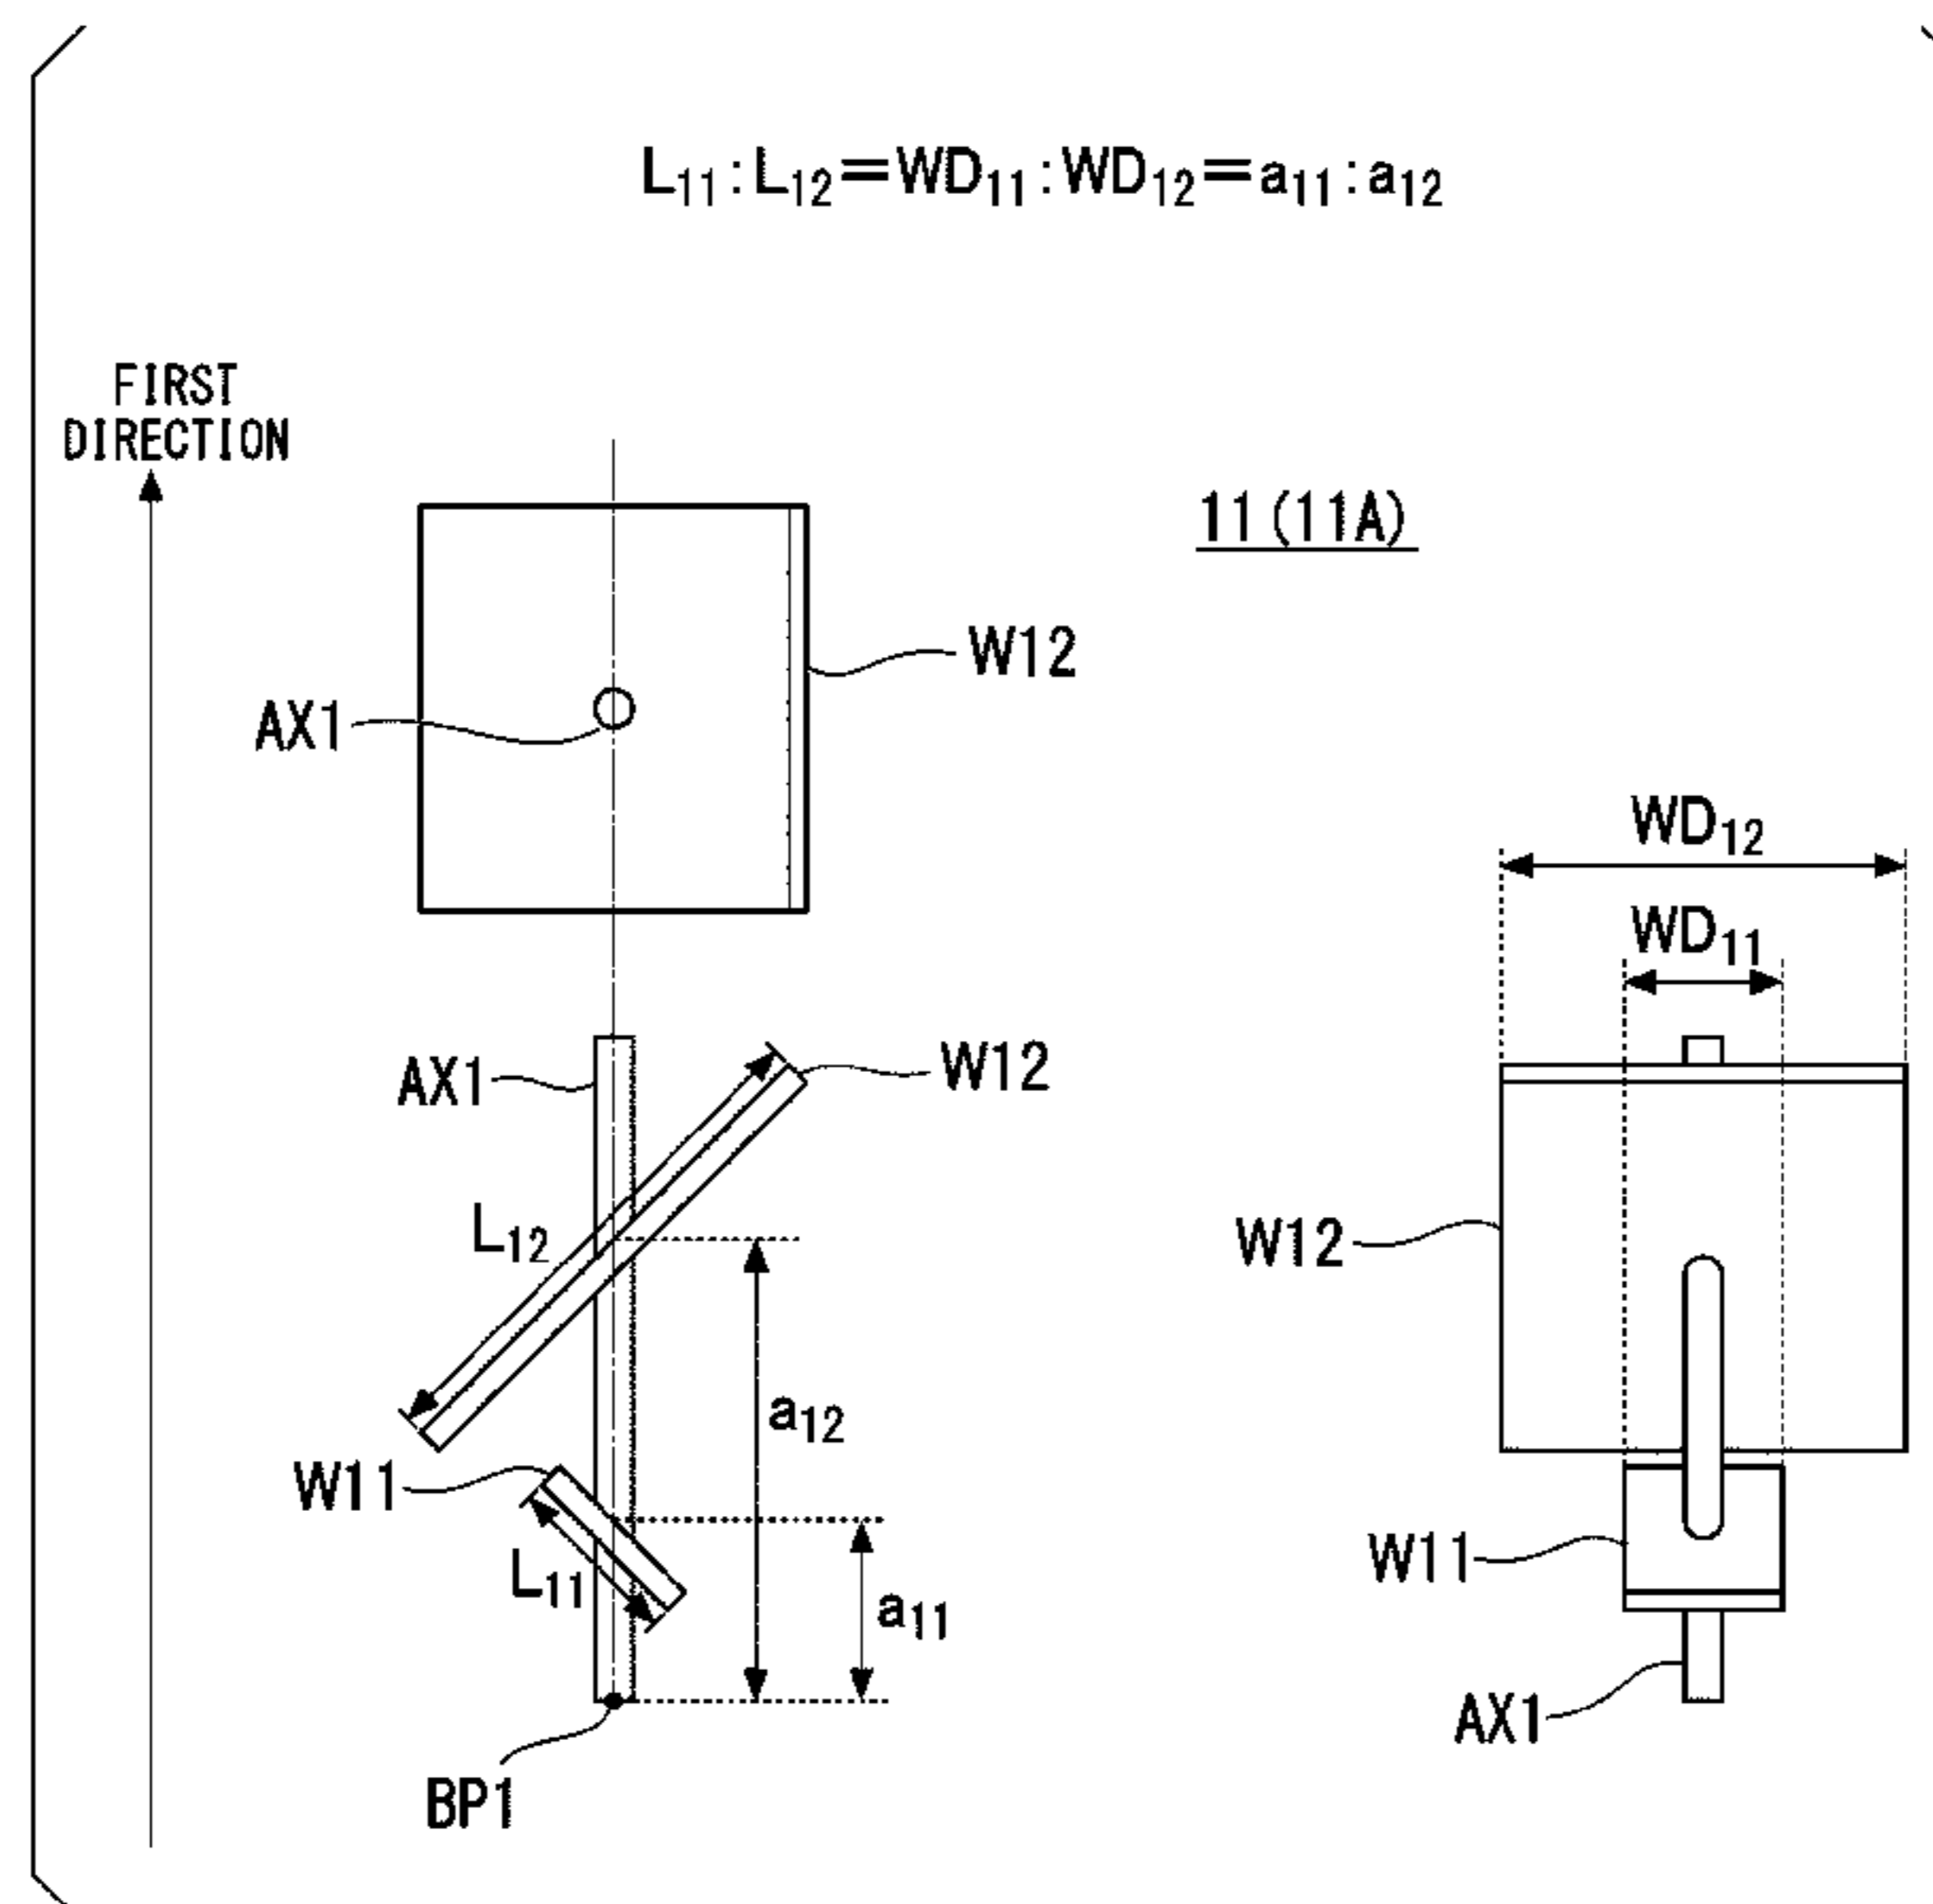 L11:L12=WD11:WD12=a11:a12
FIRST
DIRECTION
11(11A)
W12
AX1
WD12
WD11
AX1
W12
L12
W12
a12
W11
L11
a11
W11
AX1
BP1